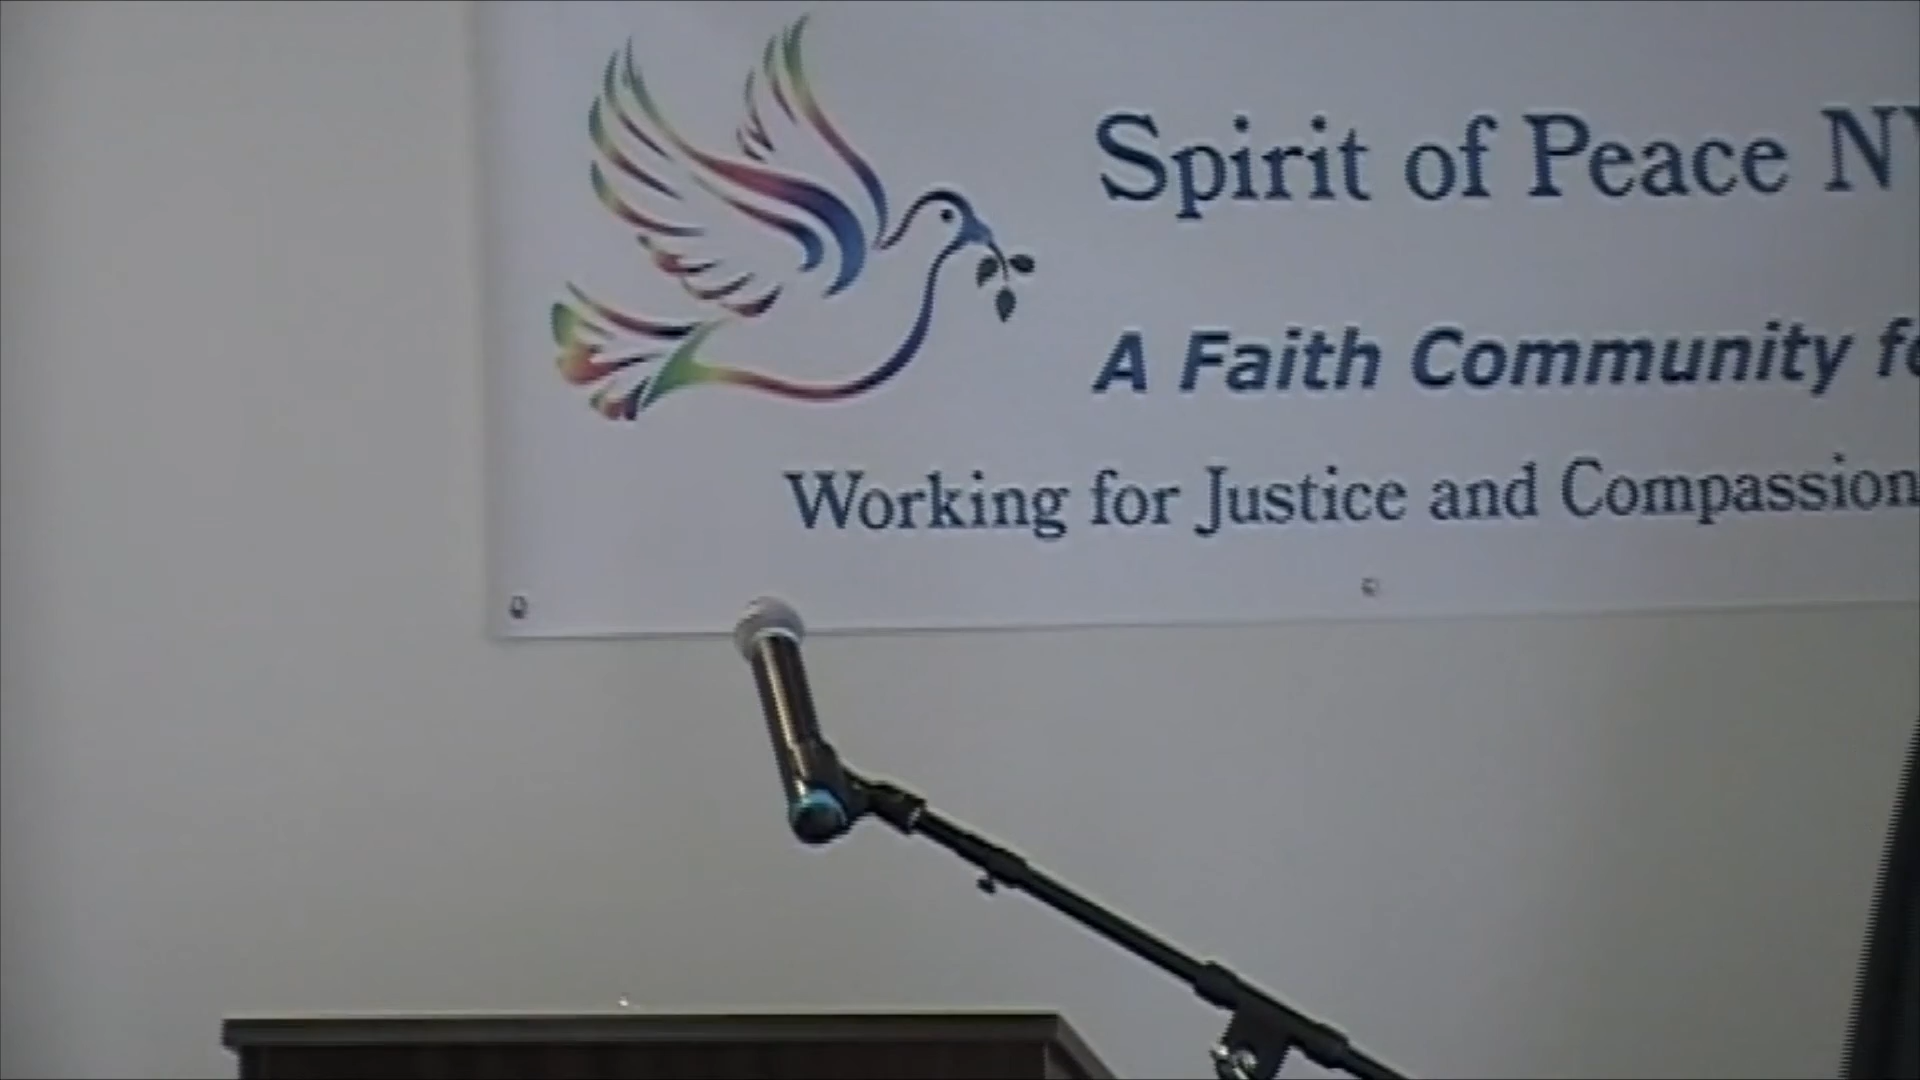 Spirit of Peace
A Faith Community
Working for Justice and Compassion